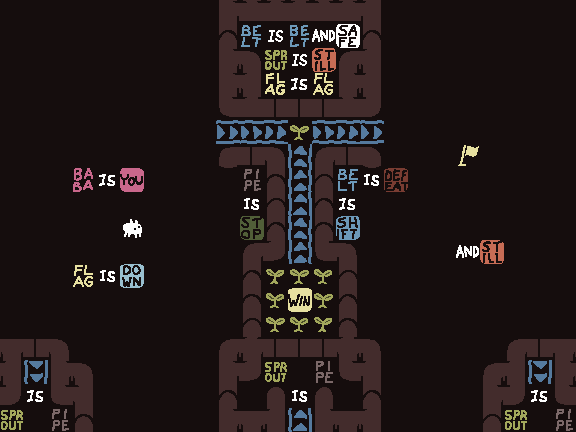 BELT IS BELT AND SAFE
SPROUT IS STILL
FLAG IS FLAG
BABA IS YOU
PIPE
IS
STOP
BELT IS DEFEAT
IS
SHIFT
AND STILL
FLAG IS DOWN
WIN
SPROUT PIPE
IS
IS
SPROUT PIPE
IS
SPROUT PIPE